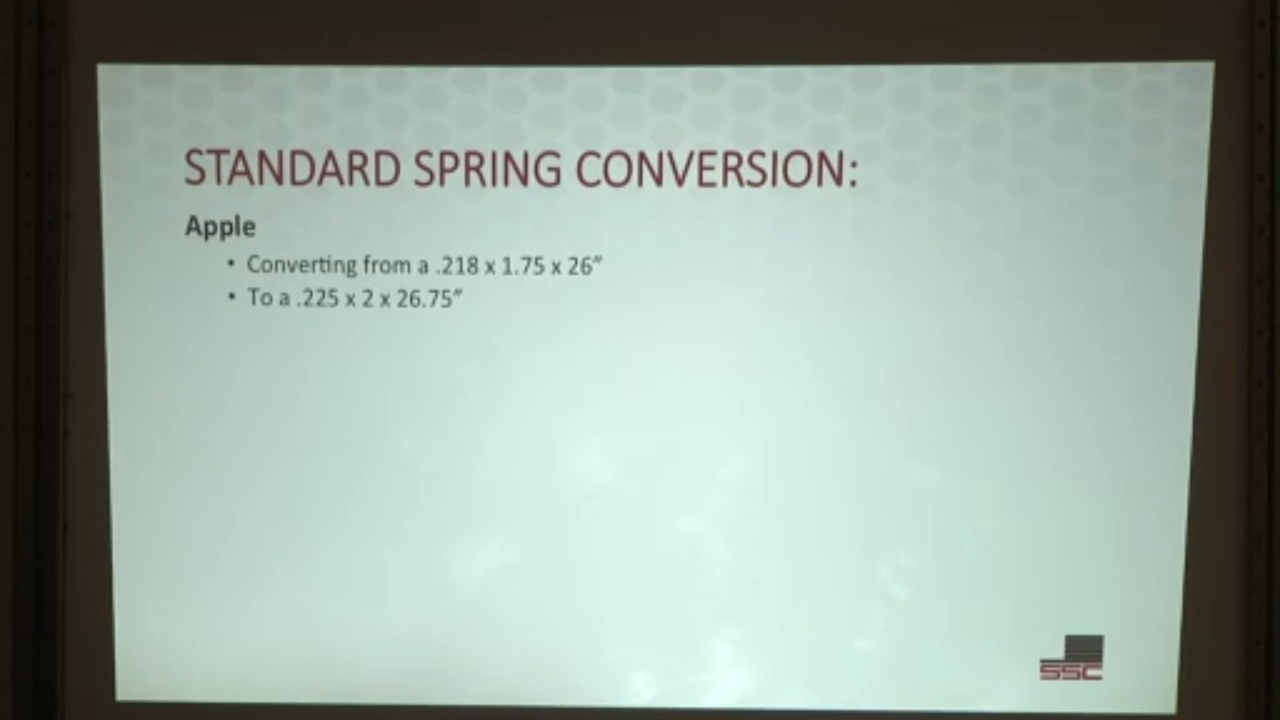 STANDARD SPRING CONVERSION:
Apple
• Converting from a .218 x 1.75 x 26”
• To a .225 x 2 x 26.75”
SSC